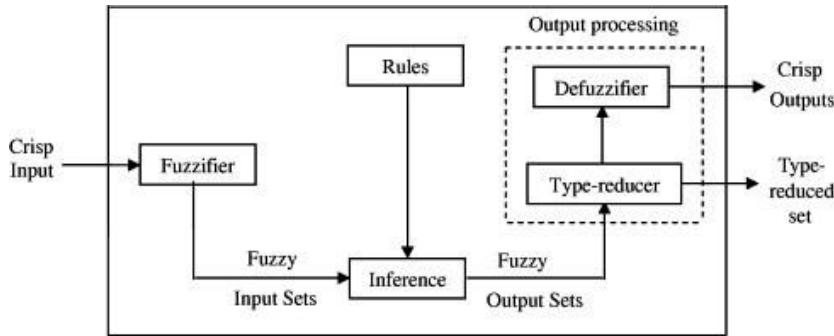 Output processing
Rules
Defuzzifier
Crisp
Outputs
Crisp
Input
Fuzzifier
Type-reducer
Type-
reduced
set
Fuzzy
Input Sets
Inference
Fuzzy
Output Sets